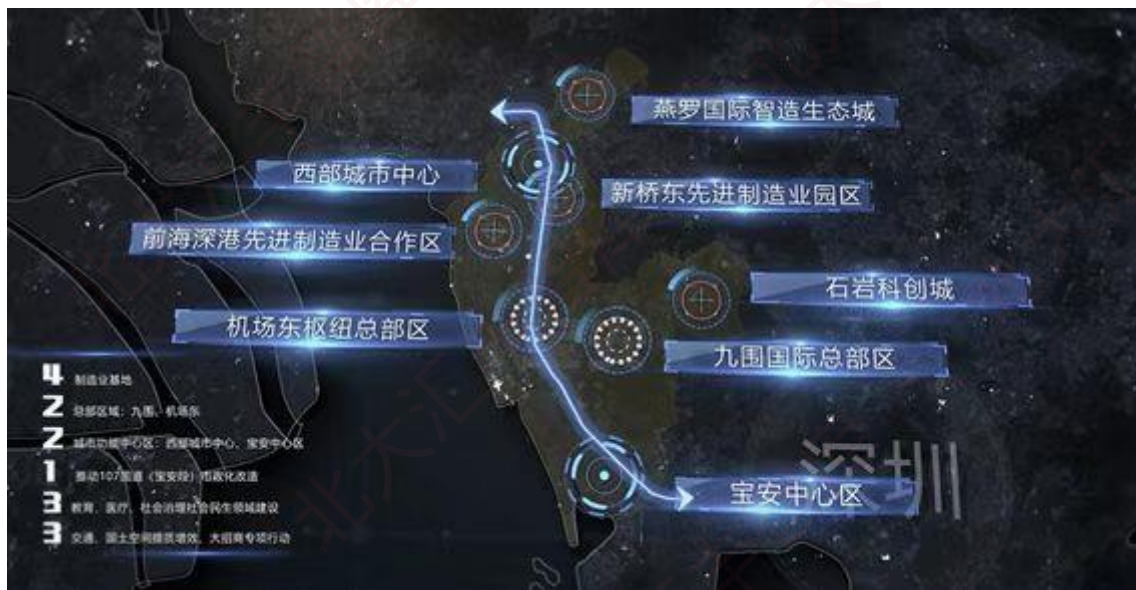 燕罗国际智造生态城
西部城市中心
新桥东先进制造业园区
前海深港先进制造业合作区
石岩科创城
机场东枢纽总部区
九围国际总部区
4 制造业基地
2 总部区域：九围、机场东
2 城市功能中心区：西部城市中心、宝安中心区
1 推动107国道（宝安段）市政化改造
3 教育、医疗、社会治理社会民生领域建设
3 交通、国土空间提质增效、大招商专项行动
深圳
宝安中心区